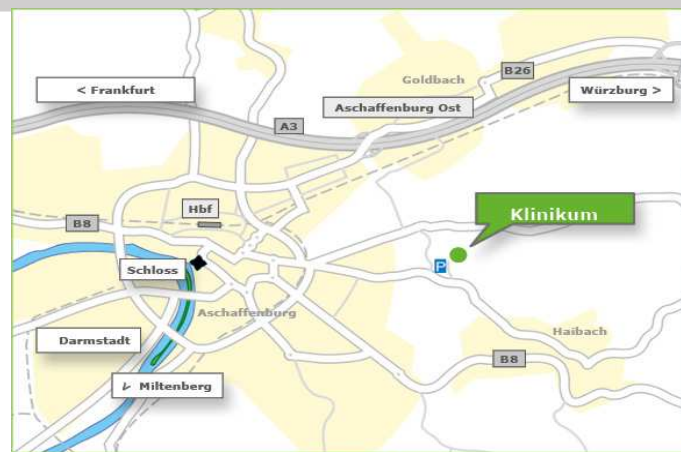 B26
Goldbach
< Frankfurt
Würzburg >
Aschaffenburg Ost
A3
Hbf
Klinikum
B8
P
Schloss
Aschaffenburg
Haibach
Darmstadt
B8
Miltenberg